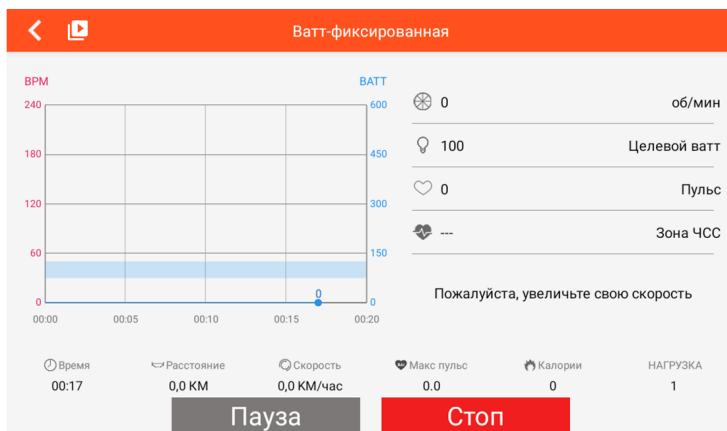 Ватт-фиксированная
BPM
ВАТТ
240
600
180
450
120
300
60
150
0
0
0
00:00 00:05 00:10 00:15 00:20
0 об/мин
100 Целевой ватт
0 Пульс
--- Зона ЧСС
Пожалуйста, увеличьте свою скорость
Время Расстояние Скорость Макс пульс Калории НАГРУЗКА
00:17 0,0 КМ 0,0 КМ/час 0.0 0 1
Пауза Стоп